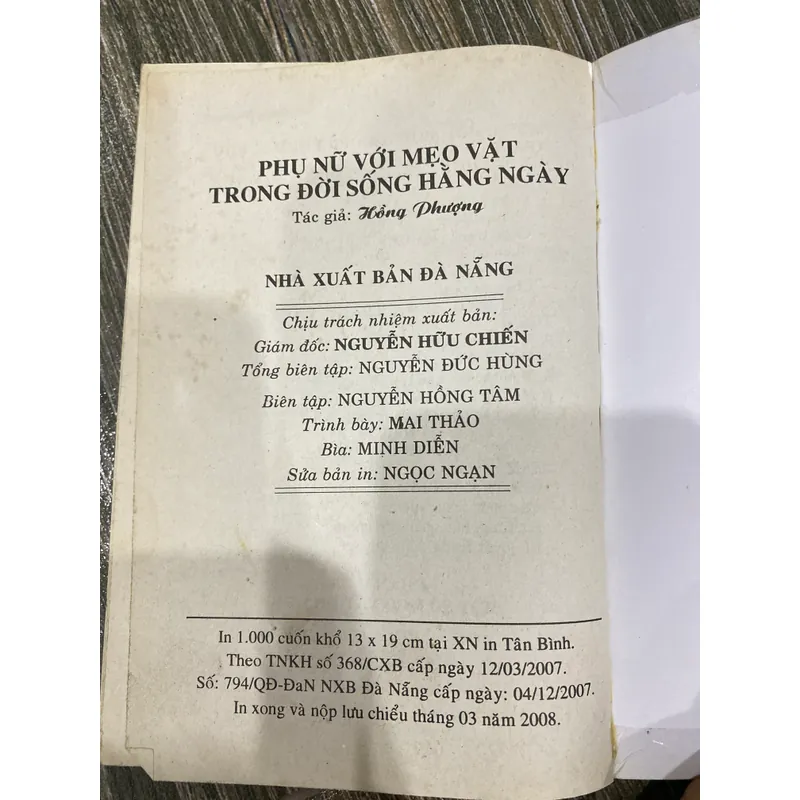 PHỤ NỮ VỚI MẸO VẶT
TRONG ĐỜI SỐNG HẰNG NGÀY
Tác giả: Hồng Phượng
NHÀ XUẤT BẢN ĐÀ NẴNG
Chịu trách nhiệm xuất bản:
Giám đốc: NGUYỄN HỮU CHIẾN
Tổng biên tập: NGUYỄN ĐỨC HÙNG
Biên tập: NGUYỄN HỒNG TÂM
Trình bày: MAI THẢO
Bìa: MINH DIỄN
Sửa bản in: NGỌC NGẠN
In 1.000 cuốn khổ 13 x 19 cm tại XN in Tân Bình.
Theo TNKH số 368/CXB cấp ngày 12/03/2007.
Số: 794/QĐ-ĐaN NXB Đà Nẵng cấp ngày: 04/12/2007.
In xong và nộp lưu chiểu tháng 03 năm 2008.